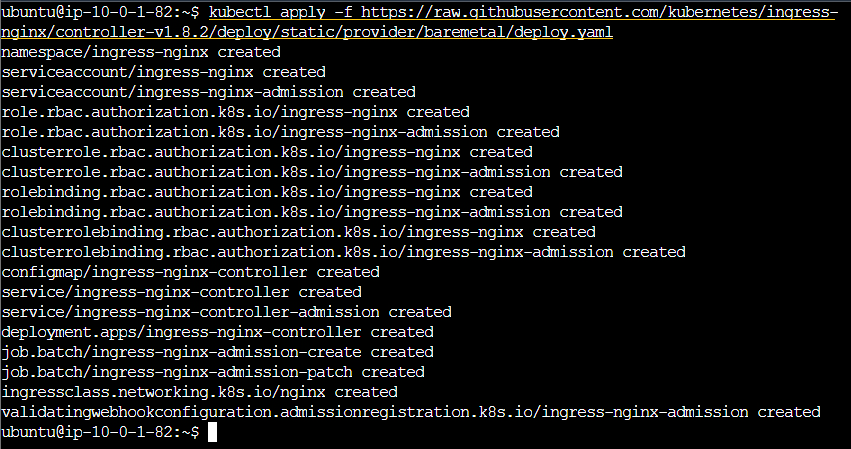 ubuntu@ip-10-0-1-82:~$ kubectl apply -f https://raw.githubusercontent.com/kubernetes/ingress-
nginx/controller-v1.8.2/deploy/static/provider/baremetal/deploy.yaml
namespace/ingress-nginx created
serviceaccount/ingress-nginx created
serviceaccount/ingress-nginx-admission created
role.rbac.authorization.k8s.io/ingress-nginx created
role.rbac.authorization.k8s.io/ingress-nginx-admission created
clusterrole.rbac.authorization.k8s.io/ingress-nginx created
clusterrole.rbac.authorization.k8s.io/ingress-nginx-admission created
rolebinding.rbac.authorization.k8s.io/ingress-nginx created
rolebinding.rbac.authorization.k8s.io/ingress-nginx-admission created
clusterrolebinding.rbac.authorization.k8s.io/ingress-nginx created
clusterrolebinding.rbac.authorization.k8s.io/ingress-nginx-admission created
configmap/ingress-nginx-controller created
service/ingress-nginx-controller created
service/ingress-nginx-controller-admission created
deployment.apps/ingress-nginx-controller created
job.batch/ingress-nginx-admission-create created
job.batch/ingress-nginx-admission-patch created
ingressclass.networking.k8s.io/nginx created
validatingwebhookconfiguration.admissionregistration.k8s.io/ingress-nginx-admission created
ubuntu@ip-10-0-1-82:~$